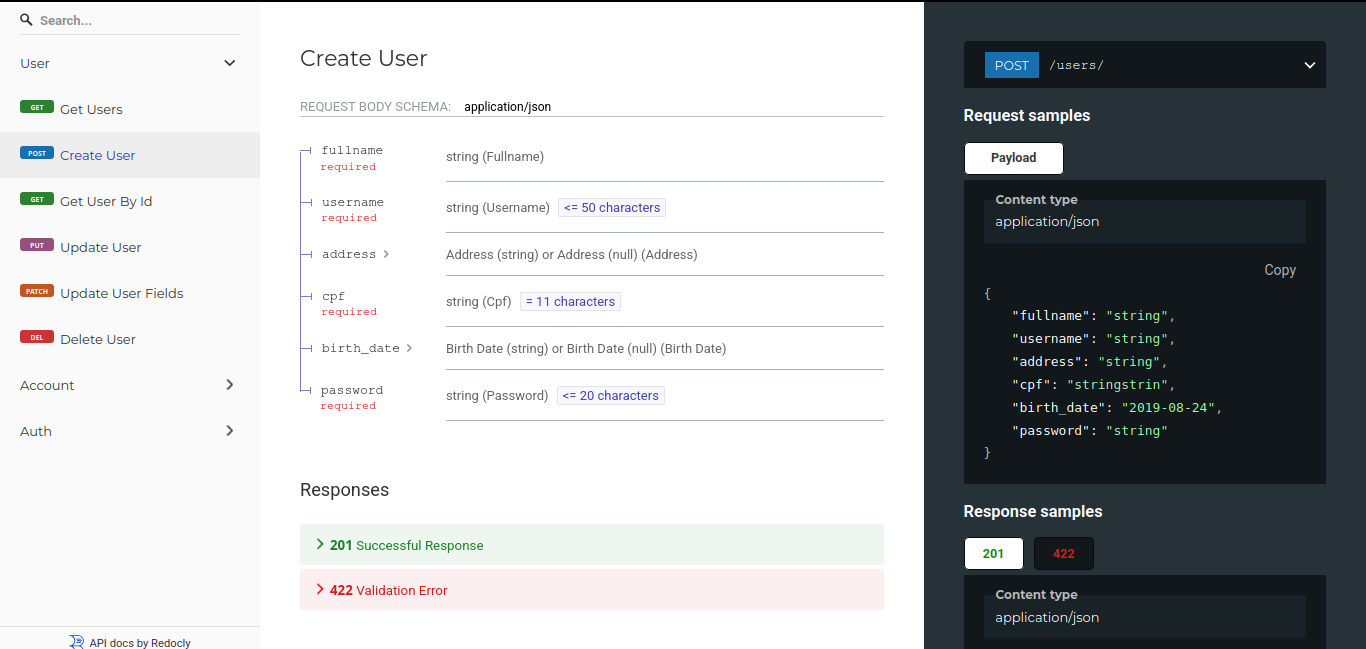 Search...
User
GET Get Users
POST Create User
GET Get User By Id
PUT Update User
PATCH Update User Fields
DEL Delete User
Account
Auth
API docs by Redocly
Create User
REQUEST BODY SCHEMA: application/json
fullname
required
string (Fullname)
username
required
string (Username) <= 50 characters
address
Address (string) or Address (null) (Address)
cpf
required
string (Cpf) = 11 characters
birth_date
Birth Date (string) or Birth Date (null) (Birth Date)
password
required
string (Password) <= 20 characters
Responses
201 Successful Response
422 Validation Error
POST /users/
Request samples
Payload
Content type
application/json
Copy
{
"fullname": "string",
"username": "string",
"address": "string",
"cpf": "stringstrin",
"birth_date": "2019-08-24",
"password": "string"
}
Response samples
201 422
Content type
application/json